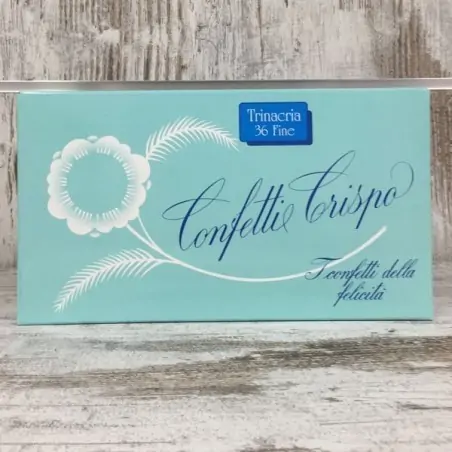 Trinacria
36 Fine
Confetti Crispo
I confetti della
felicità